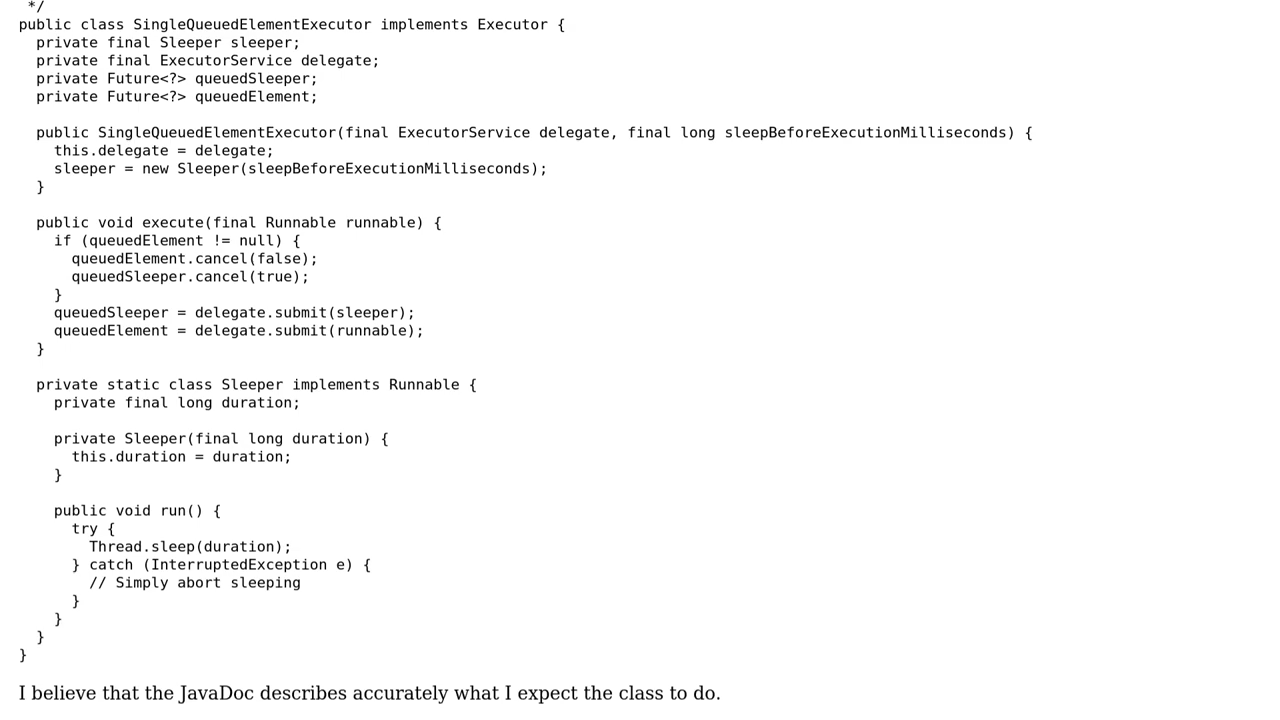 */
public class SingleQueuedElementExecutor implements Executor {
  private final Sleeper sleeper;
  private final ExecutorService delegate;
  private Future<?> queuedSleeper;
  private Future<?> queuedElement;

  public SingleQueuedElementExecutor(final ExecutorService delegate, final long sleepBeforeExecutionMilliseconds) {
    this.delegate = delegate;
    sleeper = new Sleeper(sleepBeforeExecutionMilliseconds);
  }

  public void execute(final Runnable runnable) {
    if (queuedElement != null) {
      queuedElement.cancel(false);
      queuedSleeper.cancel(true);
    }
    queuedSleeper = delegate.submit(sleeper);
    queuedElement = delegate.submit(runnable);
  }

  private static class Sleeper implements Runnable {
    private final long duration;

    private Sleeper(final long duration) {
      this.duration = duration;
    }

    public void run() {
      try {
        Thread.sleep(duration);
      } catch (InterruptedException e) {
        // Simply abort sleeping
      }
    }
  }
}
I believe that the JavaDoc describes accurately what I expect the class to do.